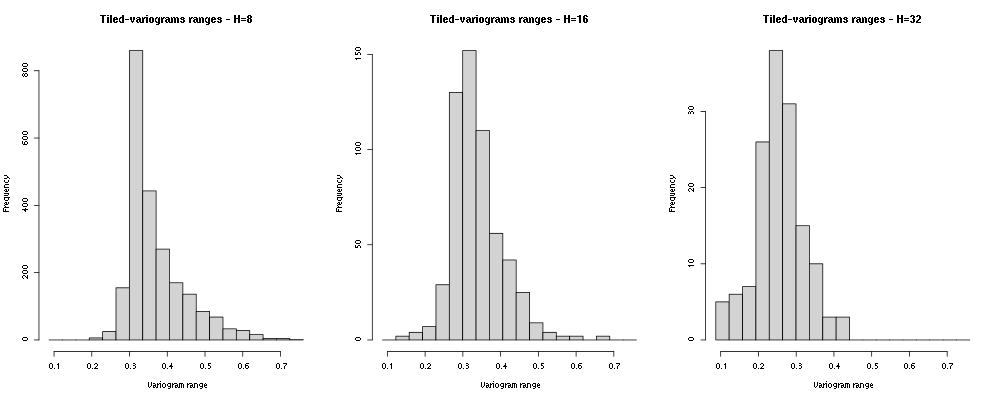 Tiled-variograms ranges - H=8
Frequency
0
200
400
600
800
0.1 0.2 0.3 0.4 0.5 0.6 0.7
Variogram range
Tiled-variograms ranges - H=16
Frequency
0
50
100
150
0.1 0.2 0.3 0.4 0.5 0.6 0.7
Variogram range
Tiled-variograms ranges - H=32
Frequency
0
10
20
30
0.1 0.2 0.3 0.4 0.5 0.6 0.7
Variogram range